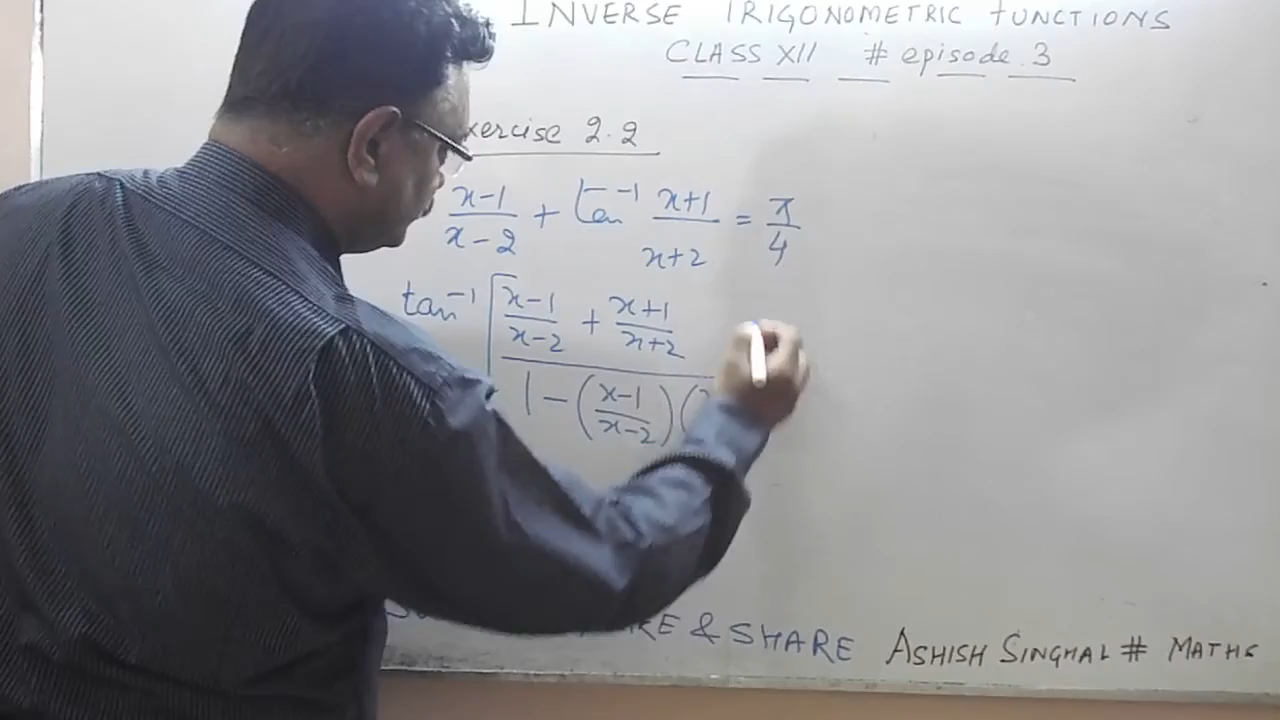 INVERSE TRIGONOMETRIC FUNCTIONS
CLASS XII # episode.3
xercise 2.2
x-1/x-2 + tan⁻¹ x+1/x+2 = π/4
tan⁻¹ [x-1/x-2 + x+1/x+2
1 - (x-1/x-2)(
& SHARE ASHISH SINGHAL # MATHS